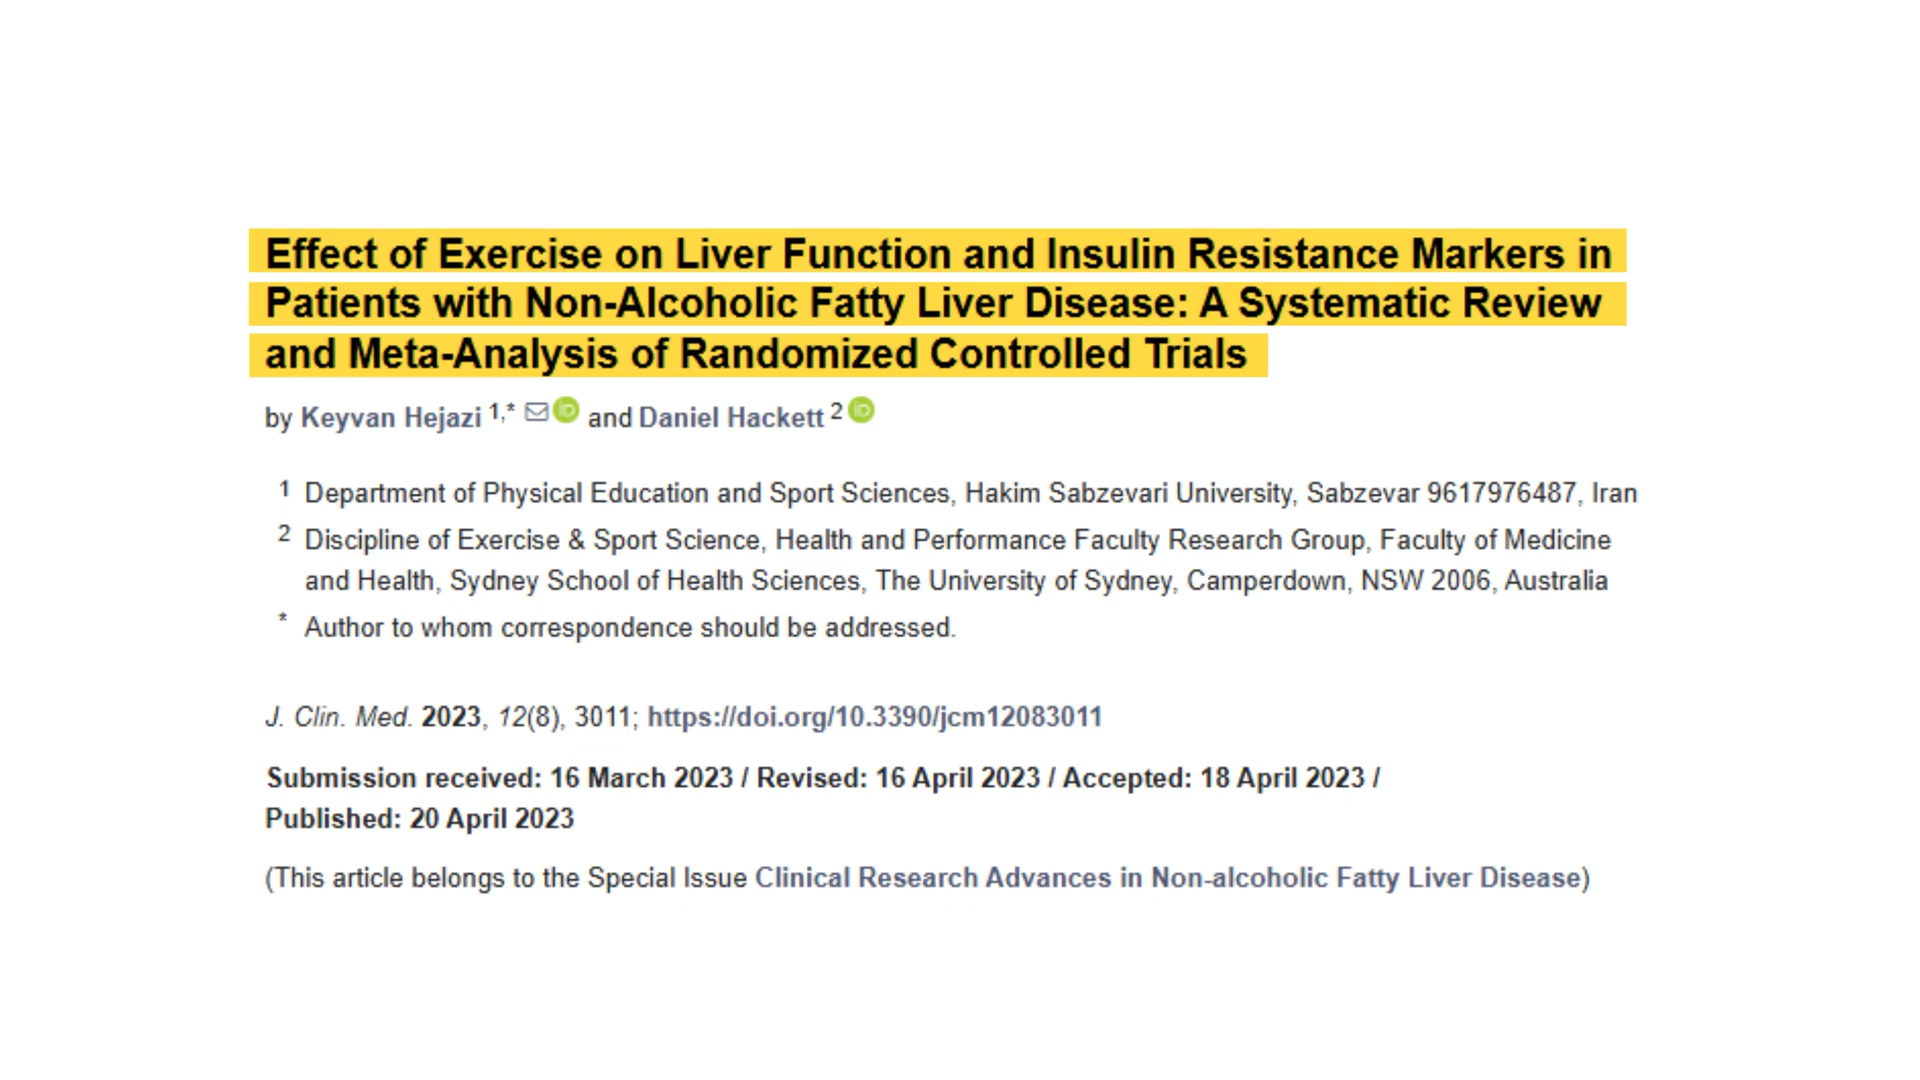 Effect of Exercise on Liver Function and Insulin Resistance Markers in
Patients with Non-Alcoholic Fatty Liver Disease: A Systematic Review
and Meta-Analysis of Randomized Controlled Trials
by Keyvan Hejazi 1,* iD and Daniel Hackett 2 iD
1 Department of Physical Education and Sport Sciences, Hakim Sabzevari University, Sabzevar 9617976487, Iran
2 Discipline of Exercise & Sport Science, Health and Performance Faculty Research Group, Faculty of Medicine
and Health, Sydney School of Health Sciences, The University of Sydney, Camperdown, NSW 2006, Australia
* Author to whom correspondence should be addressed.
J. Clin. Med. 2023, 12(8), 3011; https://doi.org/10.3390/jcm12083011
Submission received: 16 March 2023 / Revised: 16 April 2023 / Accepted: 18 April 2023 /
Published: 20 April 2023
(This article belongs to the Special Issue Clinical Research Advances in Non-alcoholic Fatty Liver Disease)